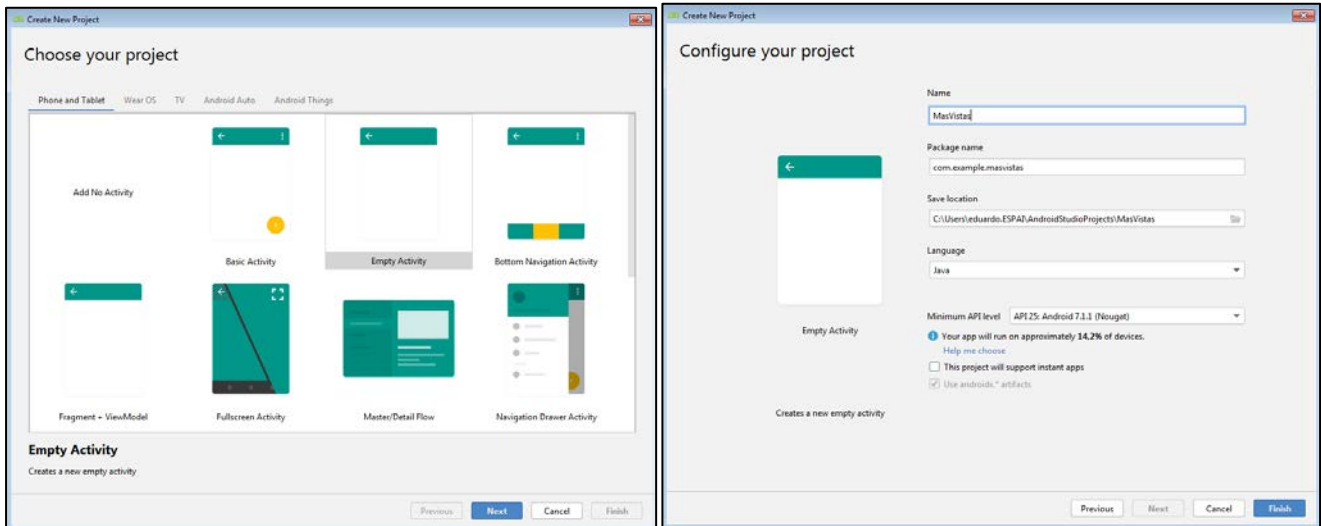 Create New Project
Choose your project
Phone and Tablet Wear OS TV Android Auto Android Things
Add No Activity
Basic Activity
Empty Activity
Bottom Navigation Activity
Fragment + ViewModel
Fullscreen Activity
Master/Detail Flow
Navigation Drawer Activity
Empty Activity
Creates a new empty activity
Previous Next Cancel Finish
Create New Project
Configure your project
Name
MasVistas
Package name
com.example.masvistas
Save location
C:\Users\eduardo.ESPAI\AndroidStudioProjects\MasVistas
Language
Java
Minimum API level API 25: Android 7.1.1 (Nougat)
Your app will run on approximately 14,2% of devices.
Help me choose
This project will support instant apps
Use androidx.* artifacts
Empty Activity
Creates a new empty activity
Previous Next Cancel Finish